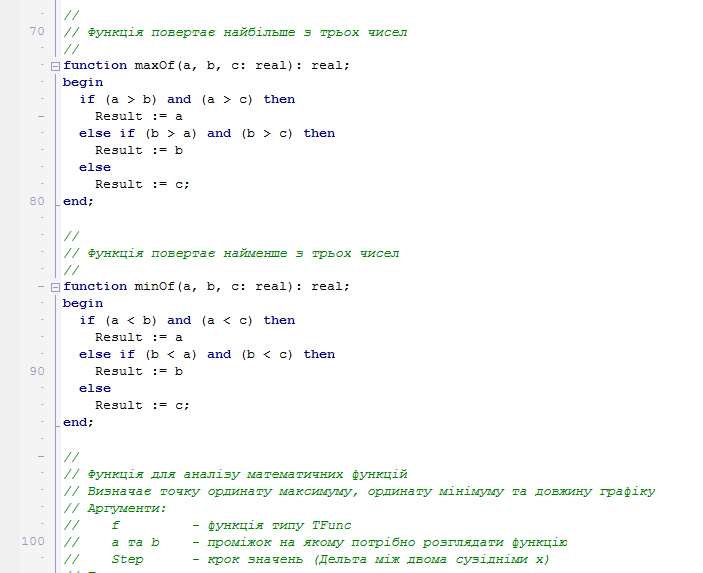 //
70 // Функція повертає найбільше з трьох чисел
//
function maxOf(a, b, c: real): real;
begin
if (a > b) and (a > c) then
Result := a
else if (b > a) and (b > c) then
Result := b
else
Result := c;
80 end;
//
// Функція повертає найменше з трьох чисел
//
function minOf(a, b, c: real): real;
begin
if (a < b) and (a < c) then
Result := a
else if (b < a) and (b < c) then
90 Result := b
else
Result := c;
end;
//
// Функція для аналізу математичних функцій
// Визначає точку ординату максимуму, ординату мінімуму та довжину графіку
// Аргументи:
// f - функція типу TFunc
100 // a та b - проміжок на якому потрібно розглядати функцію
// Step - крок значень (Дельта між двома сузідніми х)